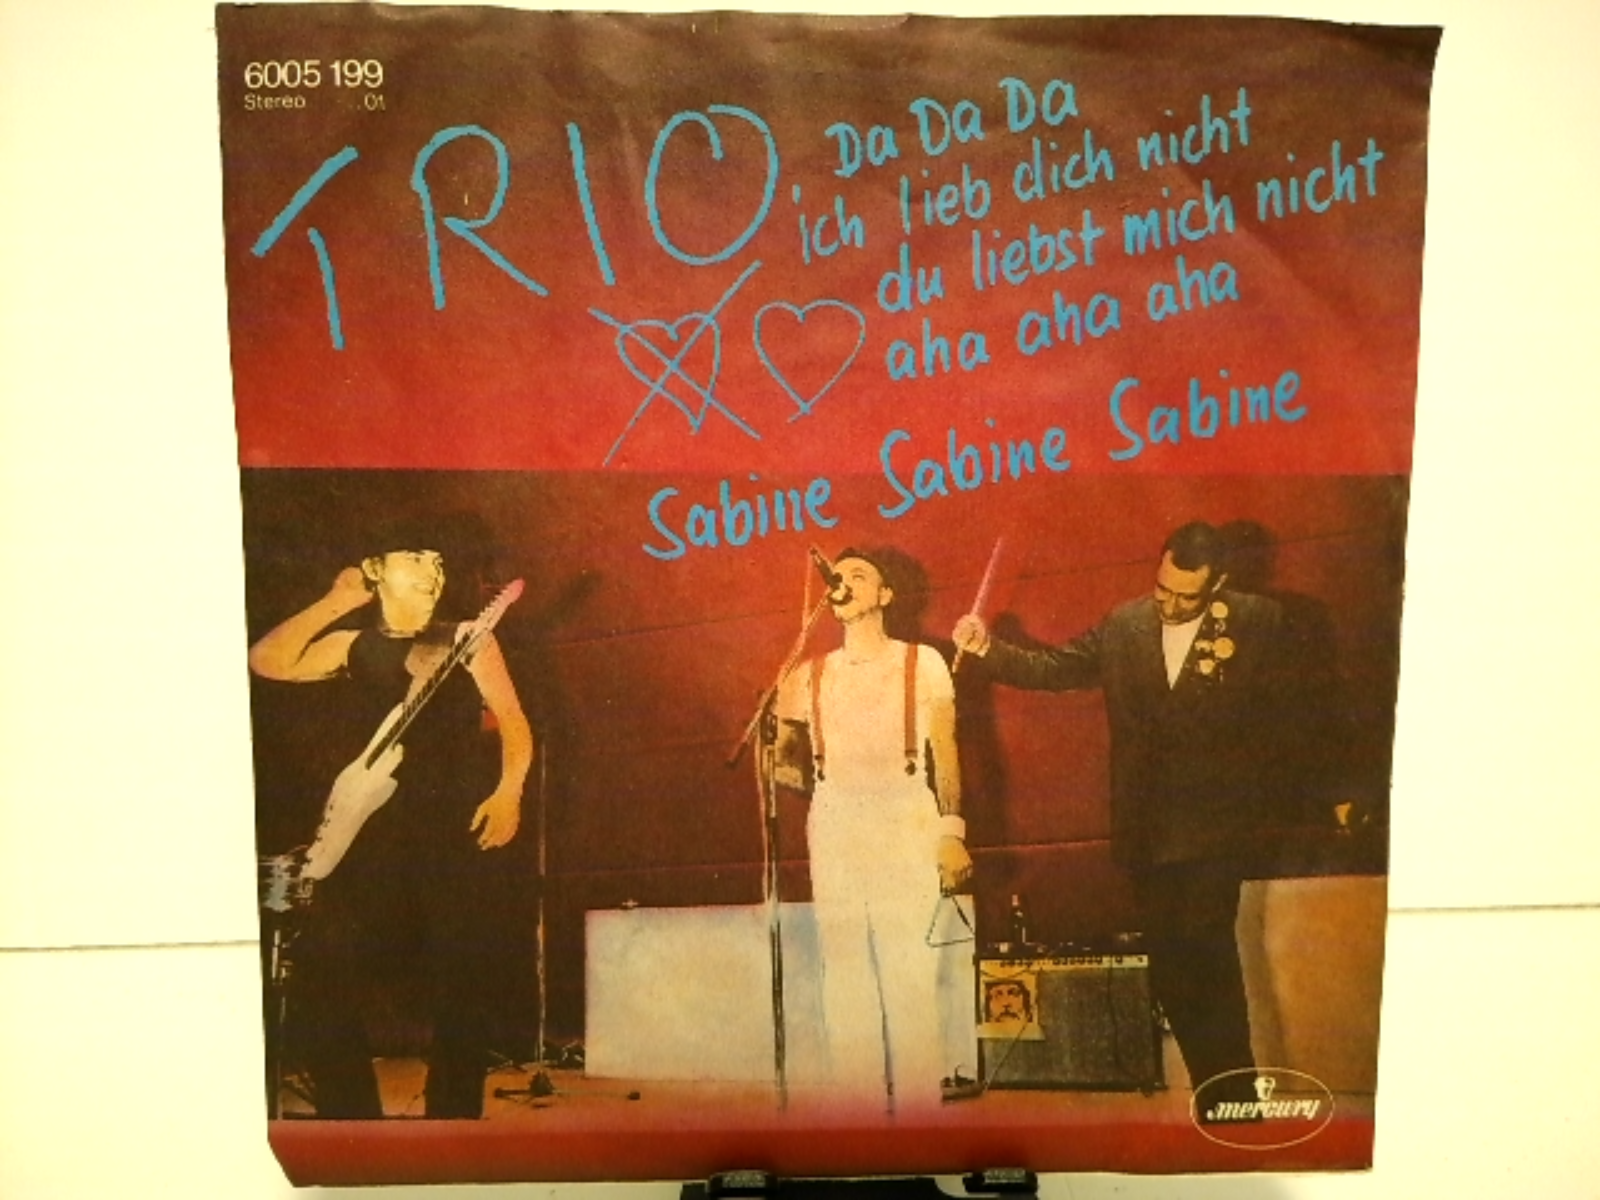 6005 199
Stereo ..01
TRIO
Da Da Da
ich lieb dich nicht
du liebst mich nicht
aha aha aha
Sabine Sabine Sabine
mercury